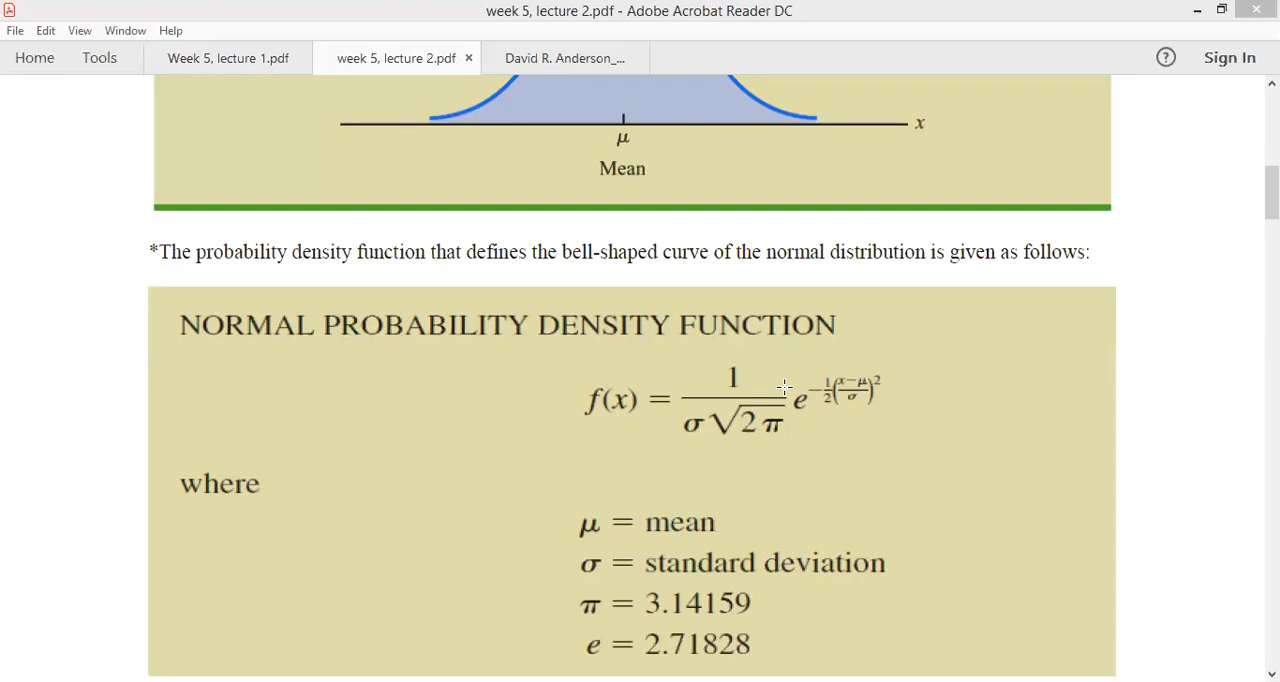 week 5, lecture 2.pdf - Adobe Acrobat Reader DC
File Edit View Window Help
Home Tools Week 5, lecture 1.pdf week 5, lecture 2.pdf × David R. Anderson_... ? Sign In
x
μ
Mean
*The probability density function that defines the bell-shaped curve of the normal distribution is given as follows:
NORMAL PROBABILITY DENSITY FUNCTION
f(x) = 1/(σ√2π) e^(−1/2((x−μ)/σ)^2)
where
μ = mean
σ = standard deviation
π = 3.14159
e = 2.71828